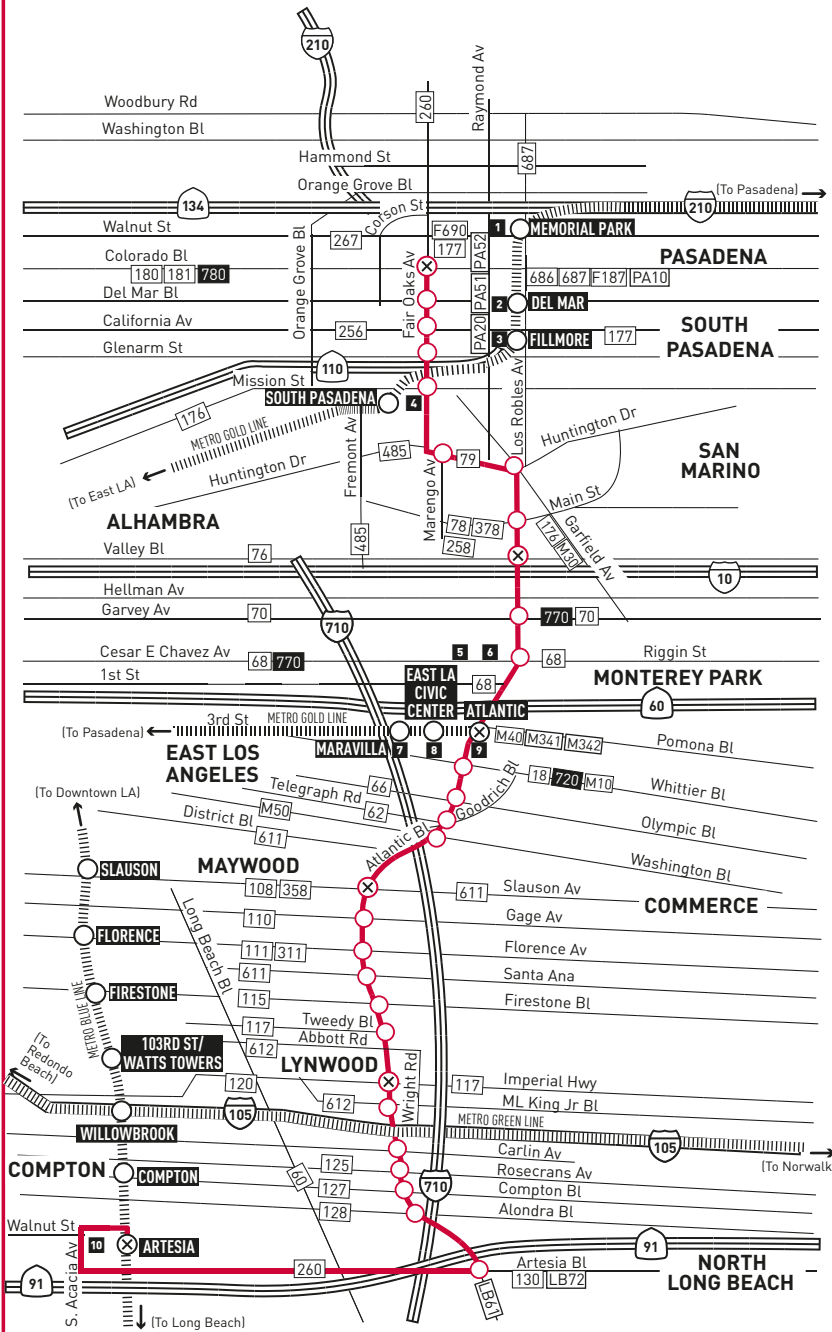 210
Woodbury Rd
260
Raymond Av
Washington Bl
Hammond St
687
Orange Grove Bl
(To Pasadena)
134
210
Corson St
Walnut St
267
F690
1
MEMORIAL PARK
177
PA52
Colorado Bl
PASADENA
180 181 780
Orange Grove Bl
Fair Oaks Av
PA51
686 687 F187 PA10
Del Mar Bl
2
DEL MAR
California Av
256
PA20
3
FILLMORE
177
SOUTH
PASADENA
Glenarm St
110
Mission St
SOUTH PASADENA
4
Los Robles Av
176
METRO GOLD LINE
Huntington Dr
(To East LA)
Huntington Dr
Fremont Av
485
Marengo Av
79
SAN
MARINO
Main St
ALHAMBRA
78 378
258
485
176 M30
Garfield Av
Valley Bl
76
10
Hellman Av
Garvey Av
70
710
770 70
Cesar E Chavez Av
68 770
5
6
68
Riggin St
1st St
EAST LA
CIVIC
CENTER
68
MONTEREY PARK
60
ATLANTIC
(To Pasadena)
3rd St
METRO GOLD LINE
MARAVILLA
7
8
9
M40 M341 M342
Pomona Bl
EAST LOS
ANGELES
18 720 M10
Whittier Bl
(To Downtown LA)
Telegraph Rd
66
Goodrich Bl
M50
62
Olympic Bl
District Bl
611
Atlantic Bl
Washington Bl
SLAUSON
MAYWOOD
108 358
611
Slauson Av
COMMERCE
110
Gage Av
Long Beach Bl
FLORENCE
111 311
Florence Av
611
Santa Ana
FIRESTONE
115
Firestone Bl
METRO BLUE LINE
117
Tweedy Bl
612
Abbott Rd
(To
Redondo
Beach)
103RD ST/
WATTS TOWERS
LYNWOOD
Wright Rd
120
117
Imperial Hwy
612
ML King Jr Bl
105
METRO GREEN LINE
WILLOWBROOK
105
Carlin Av
(To Norwalk
COMPTON
COMPTON
125
Rosecrans Av
60
127
710
Compton Bl
128
Alondra Bl
Walnut St
S. Acacia Av
10
ARTESIA
91
260
Artesia Bl
130 LB72
NORTH
LONG BEACH
91
LB61
(To Long Beach)